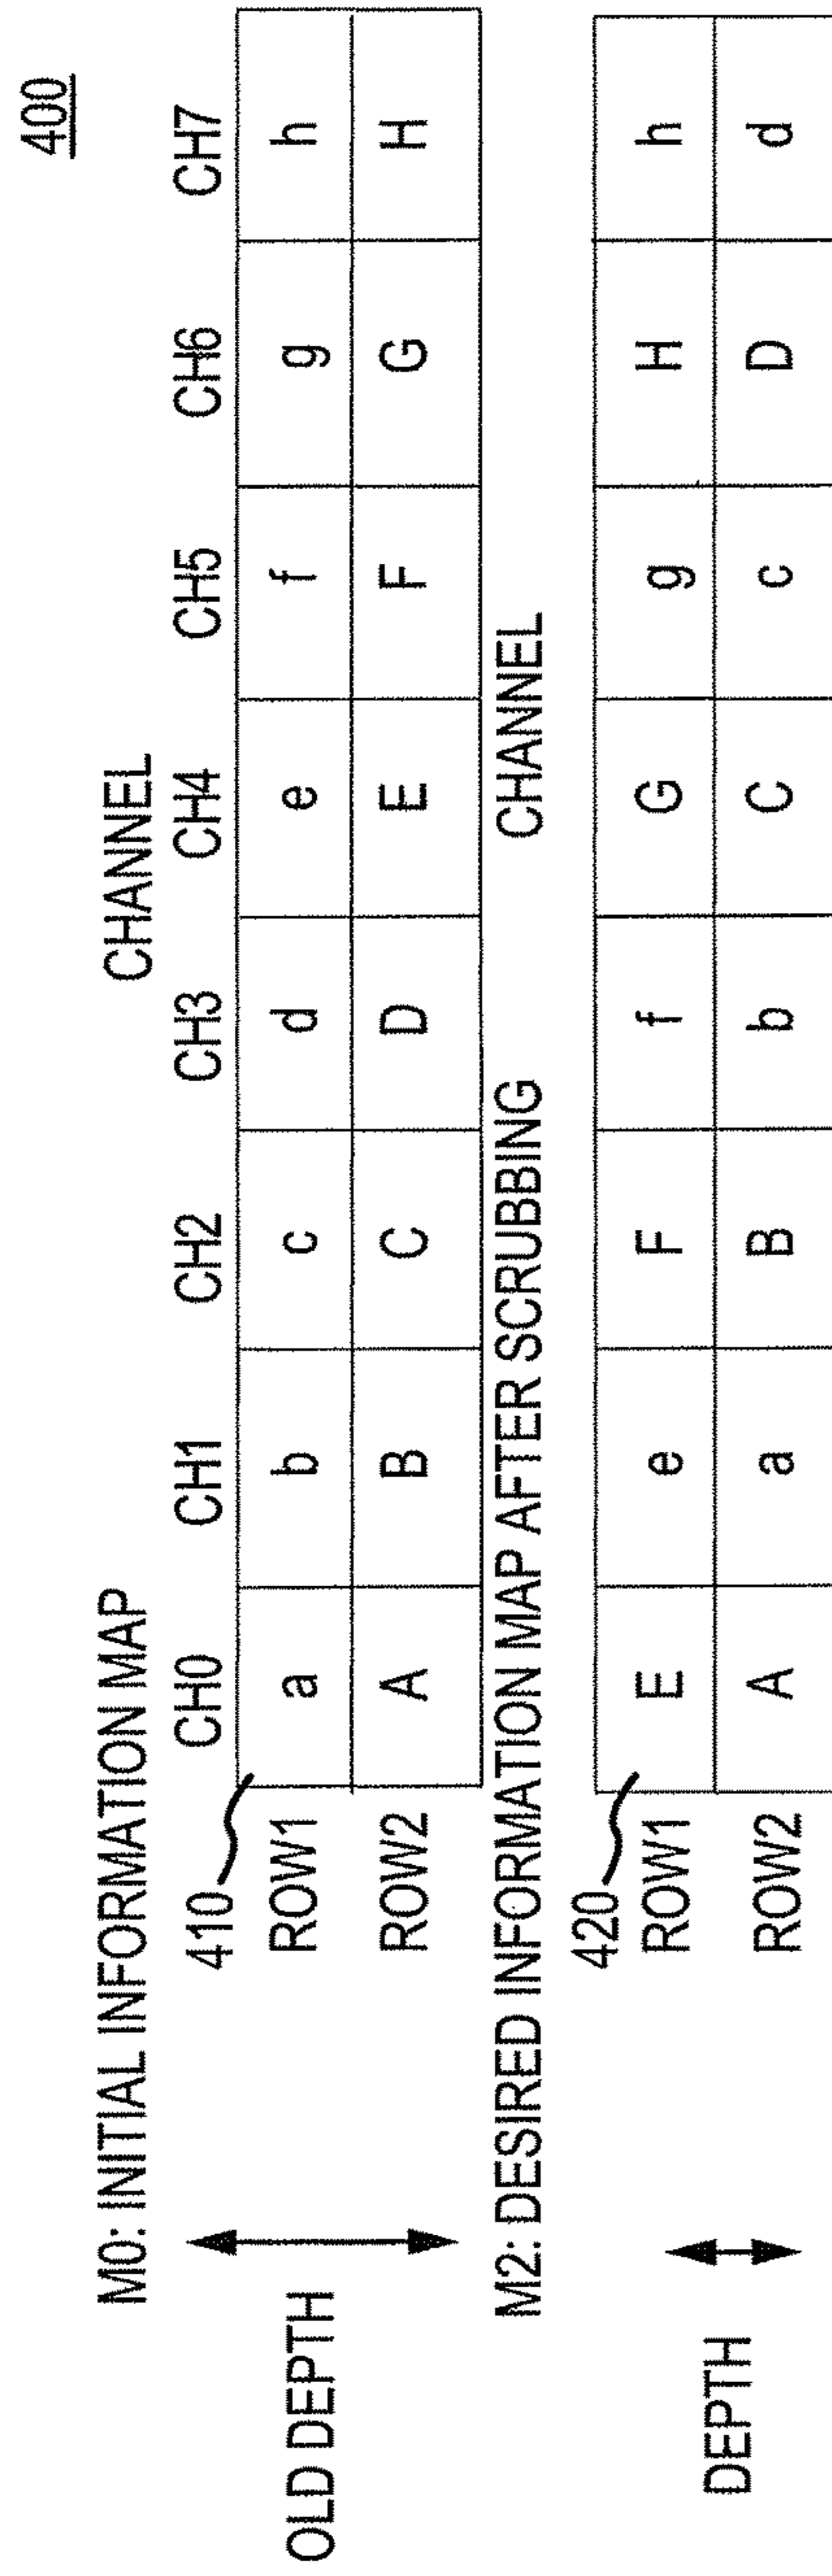 400
M0: INITIAL INFORMATION MAP
CHANNEL
CH0 CH1 CH2 CH3 CH4 CH5 CH6 CH7
410
OLD DEPTH
ROW1 a b c d e f g h
ROW2 A B C D E F G H
M2: DESIRED INFORMATION MAP AFTER SCRUBBING
CHANNEL
420
DEPTH
ROW1 E e F f G g H h
ROW2 A a B b C c D d